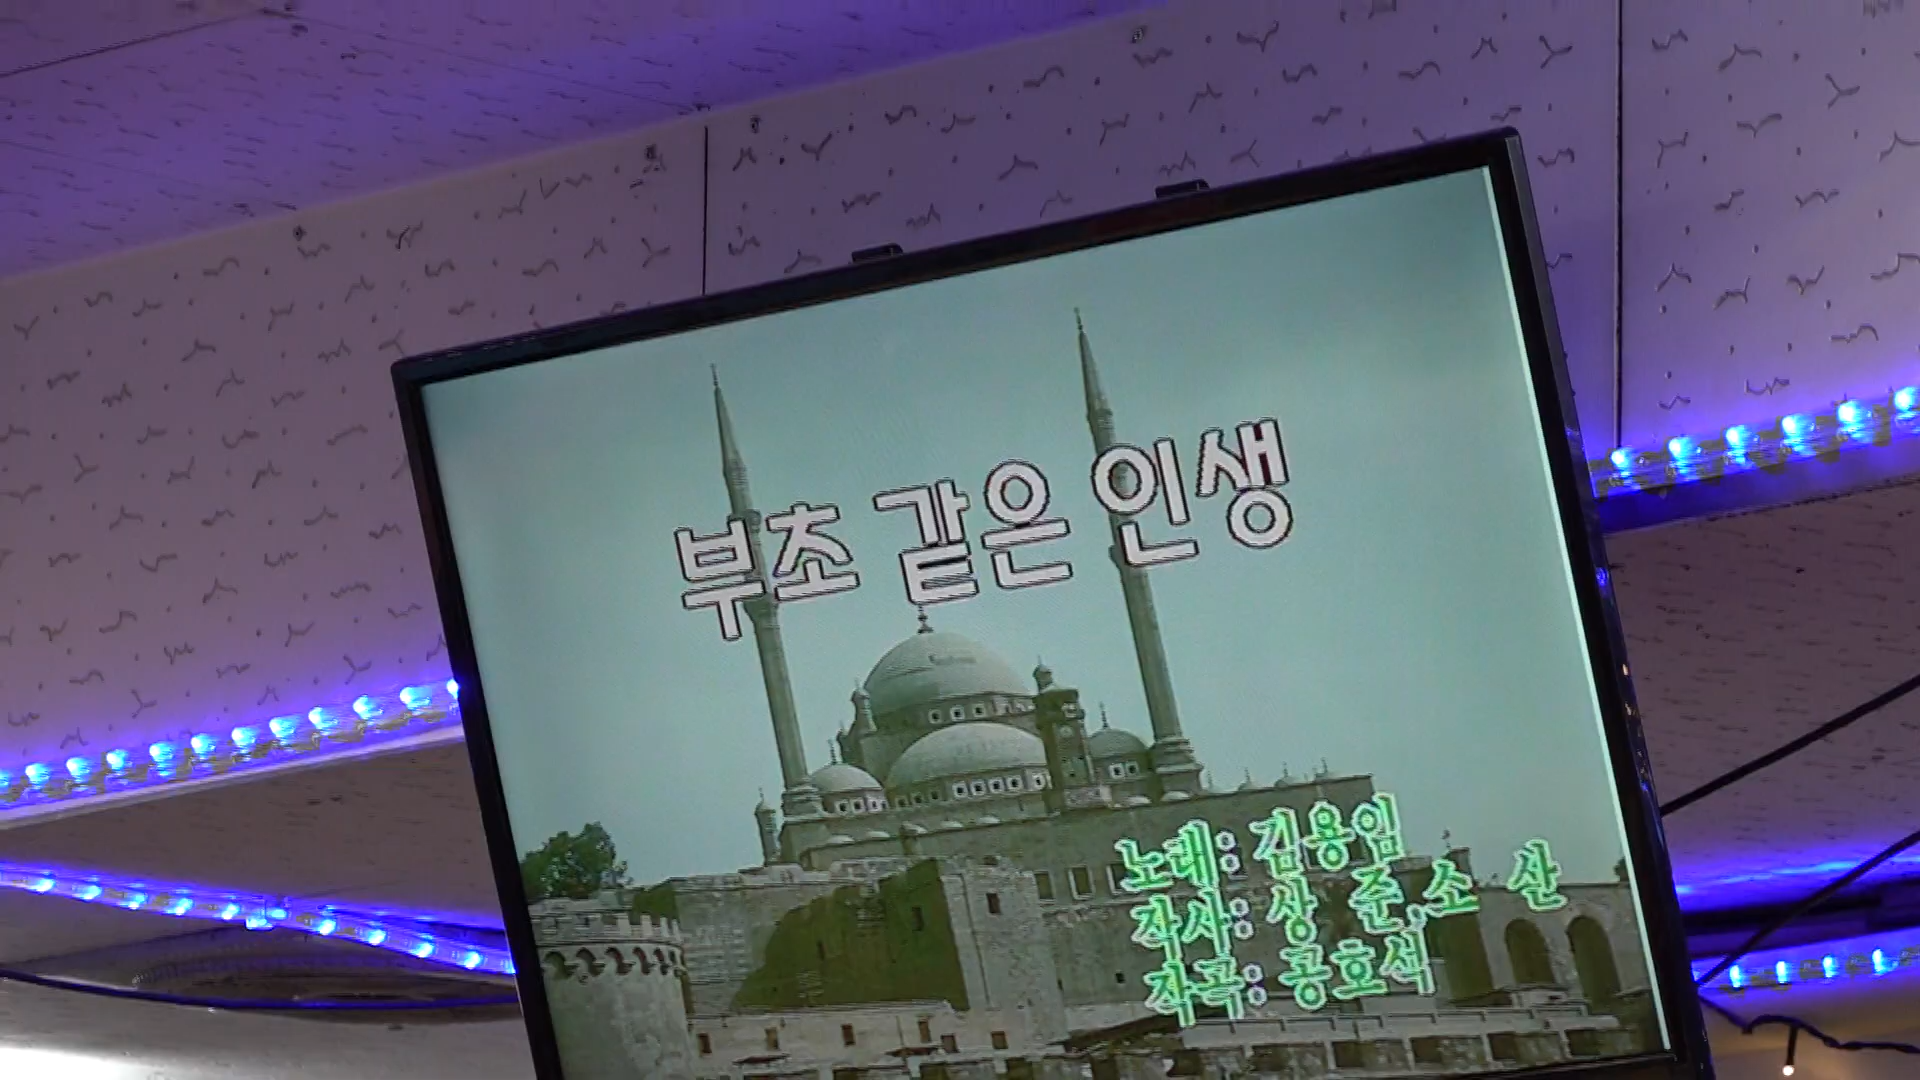 부초 같은 인생
노래: 김용임
작사: 상 준,소 산
작곡: 공호석